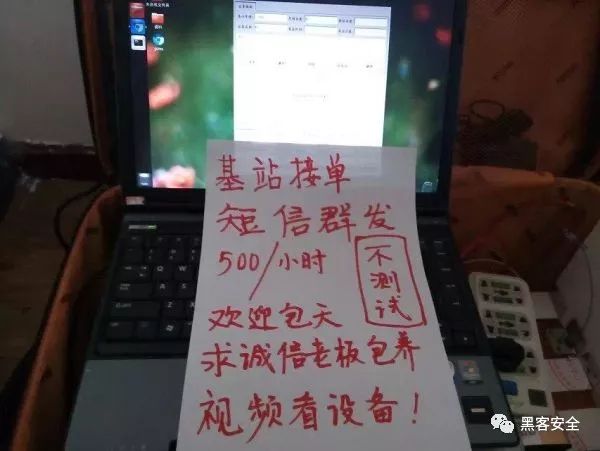 基站接单
短信群发
500/小时
不测试
欢迎包天
求诚信老板包养
视频看设备！
黑客安全